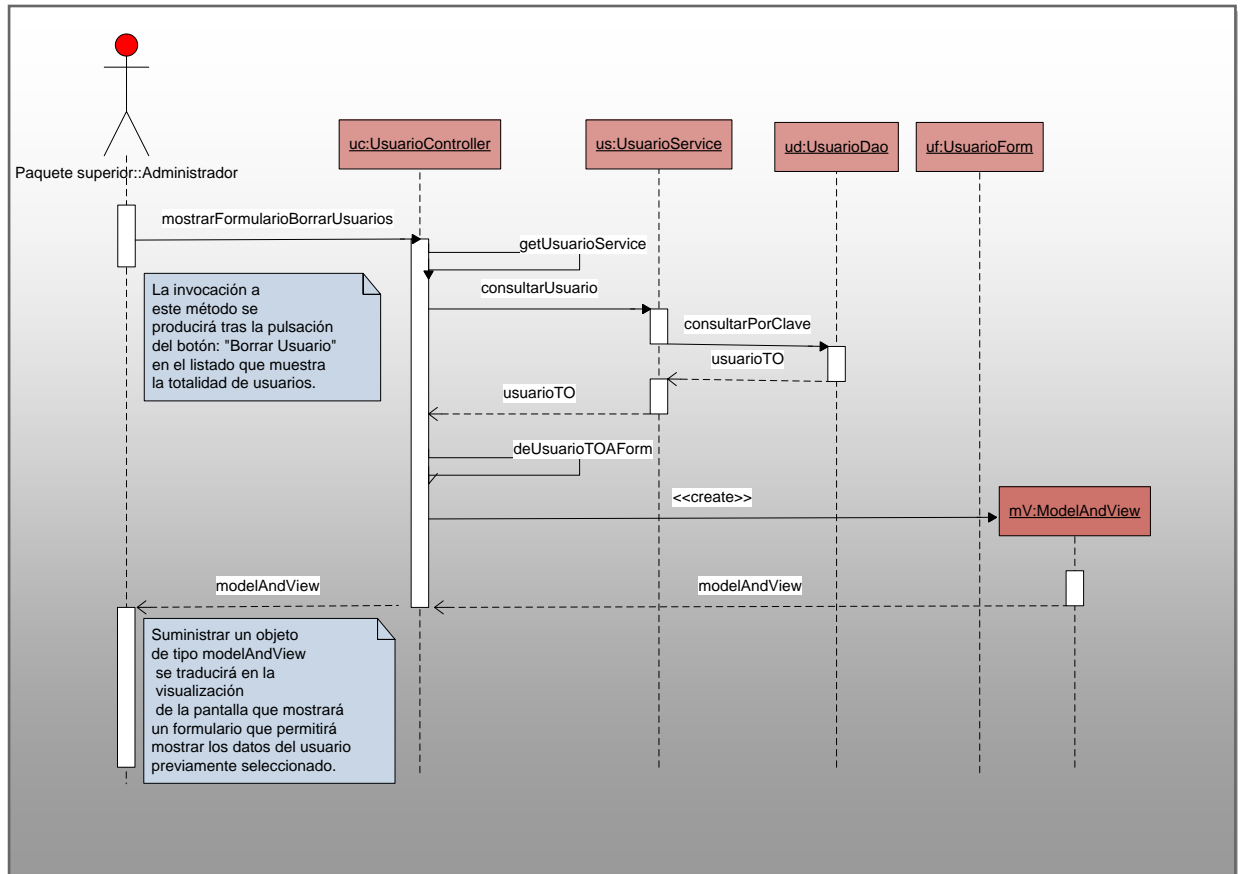 uc:UsuarioController
us:UsuarioService
ud:UsuarioDao
uf:UsuarioForm
Paquete superior::Administrador
mostrarFormularioBorrarUsuarios
getUsuarioService
La invocación a
este método se
producirá tras la pulsación
del botón: "Borrar Usuario"
en el listado que muestra
la totalidad de usuarios.
consultarUsuario
consultarPorClave
usuarioTO
usuarioTO
deUsuarioTOAForm
<<create>>
mV:ModelAndView
modelAndView
modelAndView
Suministrar un objeto
de tipo modelAndView
se traducirá en la
visualización
de la pantalla que mostrará
un formulario que permitirá
mostrar los datos del usuario
previamente seleccionado.